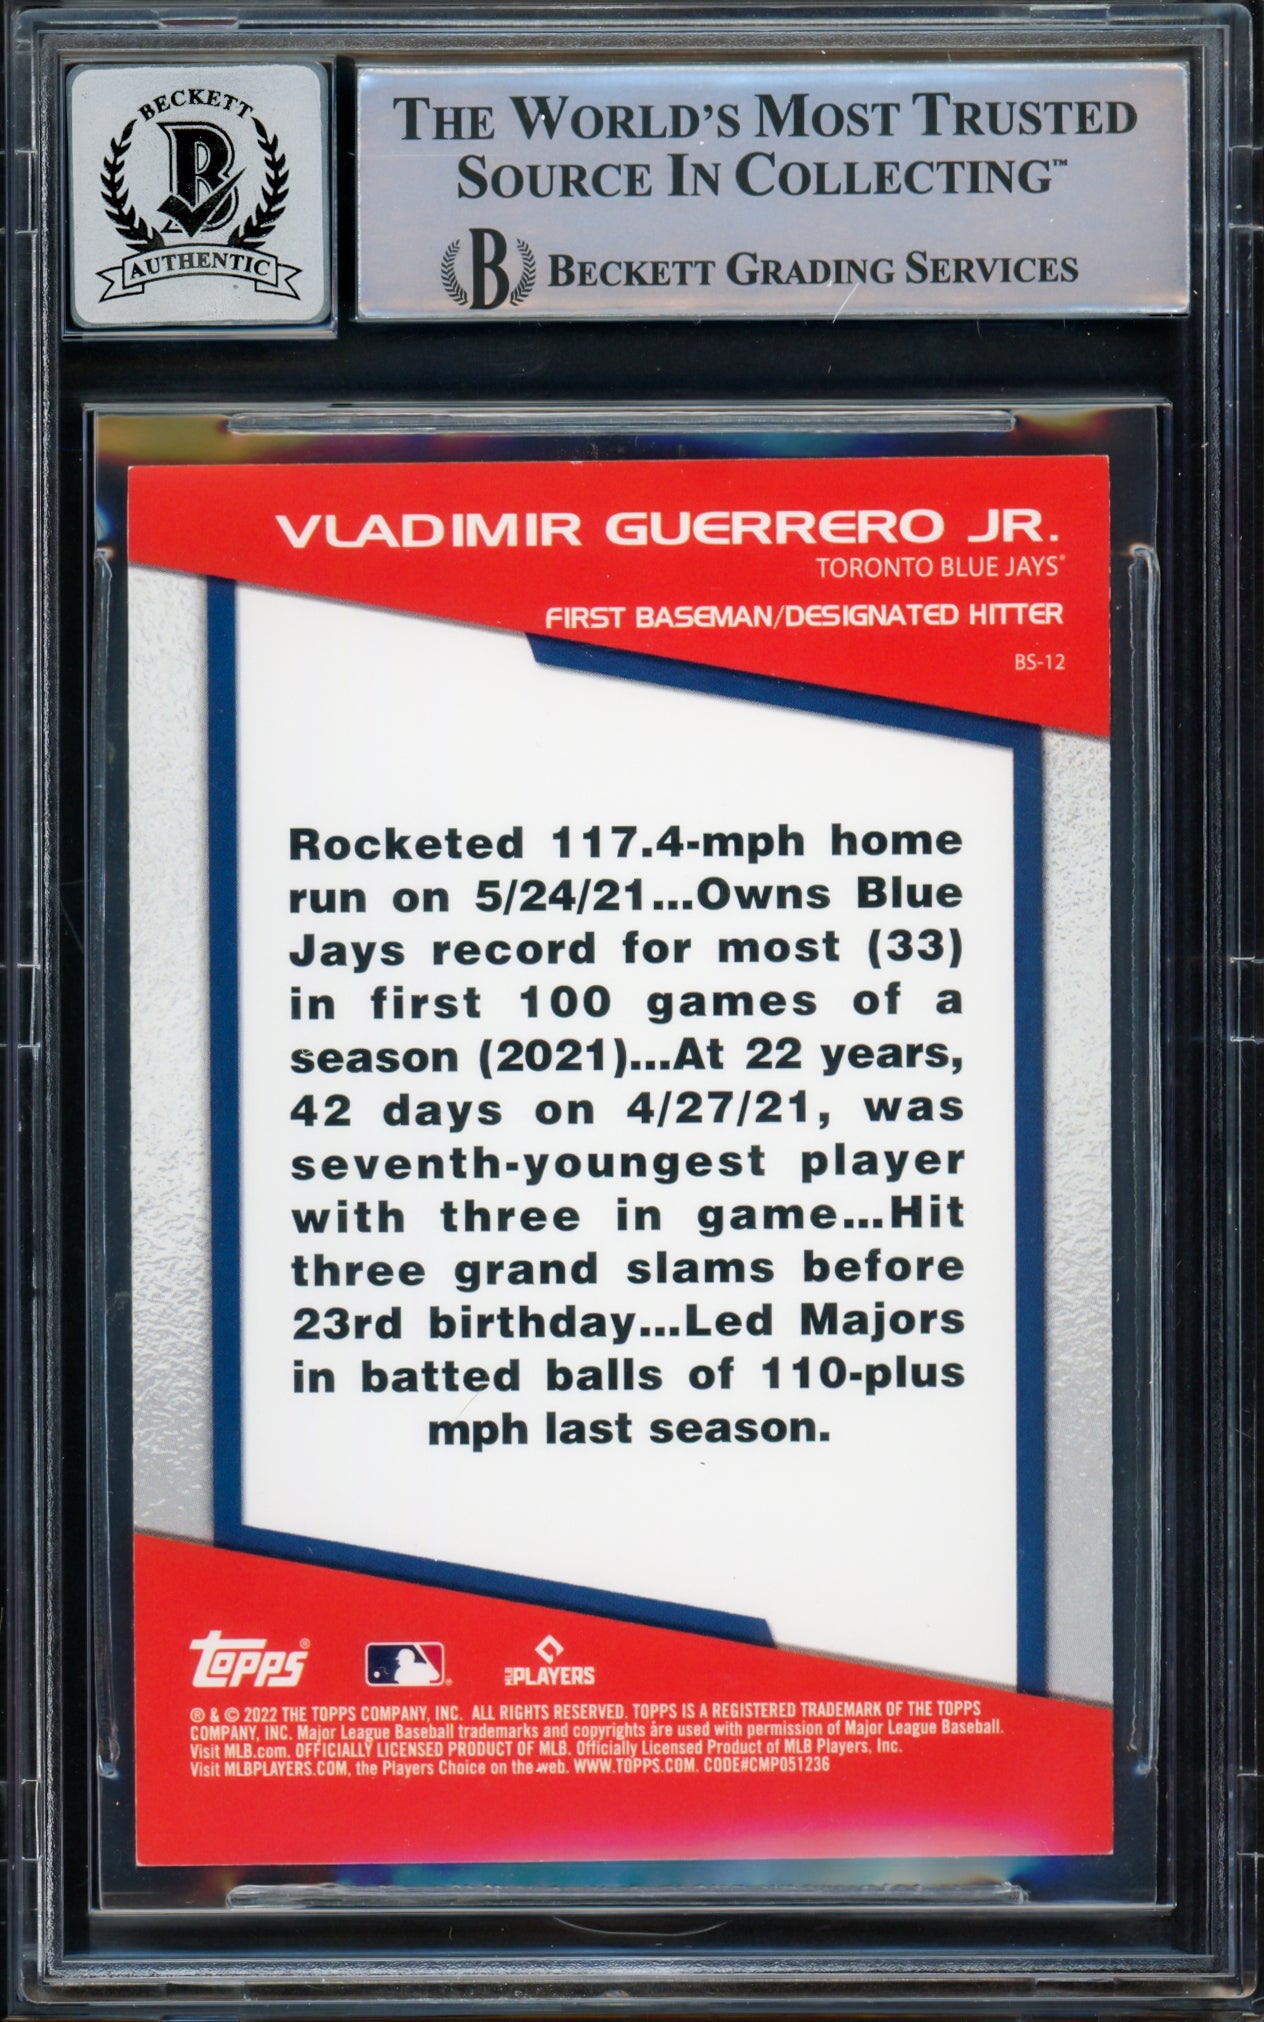 BECKETT
B
AUTHENTIC
THE WORLD'S MOST TRUSTED
SOURCE IN COLLECTING™
B BECKETT GRADING SERVICES
VLADIMIR GUERRERO JR.
TORONTO BLUE JAYS®
FIRST BASEMAN/DESIGNATED HITTER
BS-12
Rocketed 117.4-mph home
run on 5/24/21...Owns Blue
Jays record for most (33)
in first 100 games of a
season (2021)...At 22 years,
42 days on 4/27/21, was
seventh-youngest player
with three in game...Hit
three grand slams before
23rd birthday...Led Majors
in batted balls of 110-plus
mph last season.
topps®
MLB PLAYERS
® & © 2022 THE TOPPS COMPANY, INC. ALL RIGHTS RESERVED. TOPPS IS A REGISTERED TRADEMARK OF THE TOPPS
COMPANY, INC. Major League Baseball trademarks and copyrights are used with permission of Major League Baseball.
Visit MLB.com. OFFICIALLY LICENSED PRODUCT OF MLB. Officially Licensed Product of MLB Players, Inc.
Visit MLBPLAYERS.COM, the Players Choice on the web. WWW.TOPPS.COM. CODE#CMP051236